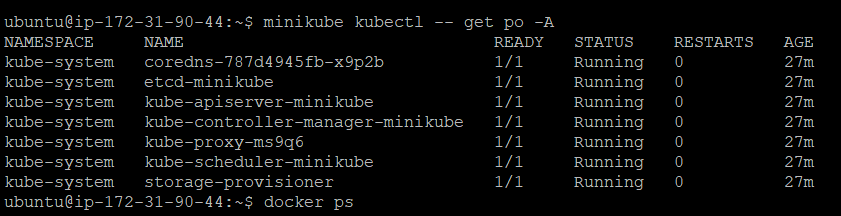 ubuntu@ip-172-31-90-44:~$ minikube kubectl -- get po -A
NAMESPACE NAME READY STATUS RESTARTS AGE
kube-system coredns-787d4945fb-x9p2b 1/1 Running 0 27m
kube-system etcd-minikube 1/1 Running 0 27m
kube-system kube-apiserver-minikube 1/1 Running 0 27m
kube-system kube-controller-manager-minikube 1/1 Running 0 27m
kube-system kube-proxy-ms9q6 1/1 Running 0 27m
kube-system kube-scheduler-minikube 1/1 Running 0 27m
kube-system storage-provisioner 1/1 Running 0 27m
ubuntu@ip-172-31-90-44:~$ docker ps